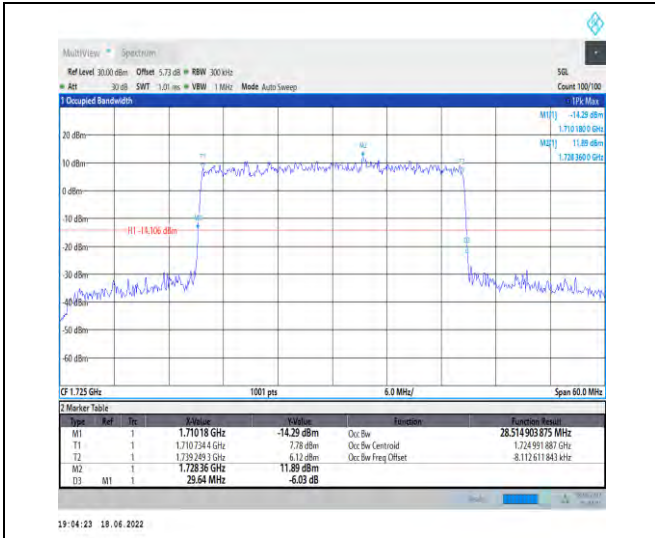 MultiView Spectrum
Ref Level 30.00 dBm Offset 5.73 dB RBW 300 kHz SGL
Att 30 dB SWT 1.01 ms VBW 1 MHz Mode Auto Sweep Count 100/100
1 Occupied Bandwidth 1Pk Max
M1[1] -14.29 dBm
1.710 180 0 GHz
M2[1] 11.89 dBm
1.728 360 0 GHz
20 dBm
M2
T1
10 dBm
0 dBm
-10 dBm
H1 -14.106 dBm
-20 dBm
-30 dBm
-40 dBm
-50 dBm
-60 dBm
CF 1.725 GHz 1001 pts 6.0 MHz/ Span 60.0 MHz
2 Marker Table
Type Ref Trc X-Value Y-Value Function Function Result
M1 1 1.71018 GHz -14.29 dBm Occ Bw 28.514 903 875 MHz
T1 1 1.710 734 4 GHz 7.78 dBm Occ Bw Centroid 1.724 991 887 GHz
T2 1 1.739 249 3 GHz 6.12 dBm Occ Bw Freq Offset -8.112 611 843 kHz
M2 1 1.728 36 GHz 11.89 dBm
D3 M1 1 29.64 MHz -6.03 dB
19:04:23 18.06.2022